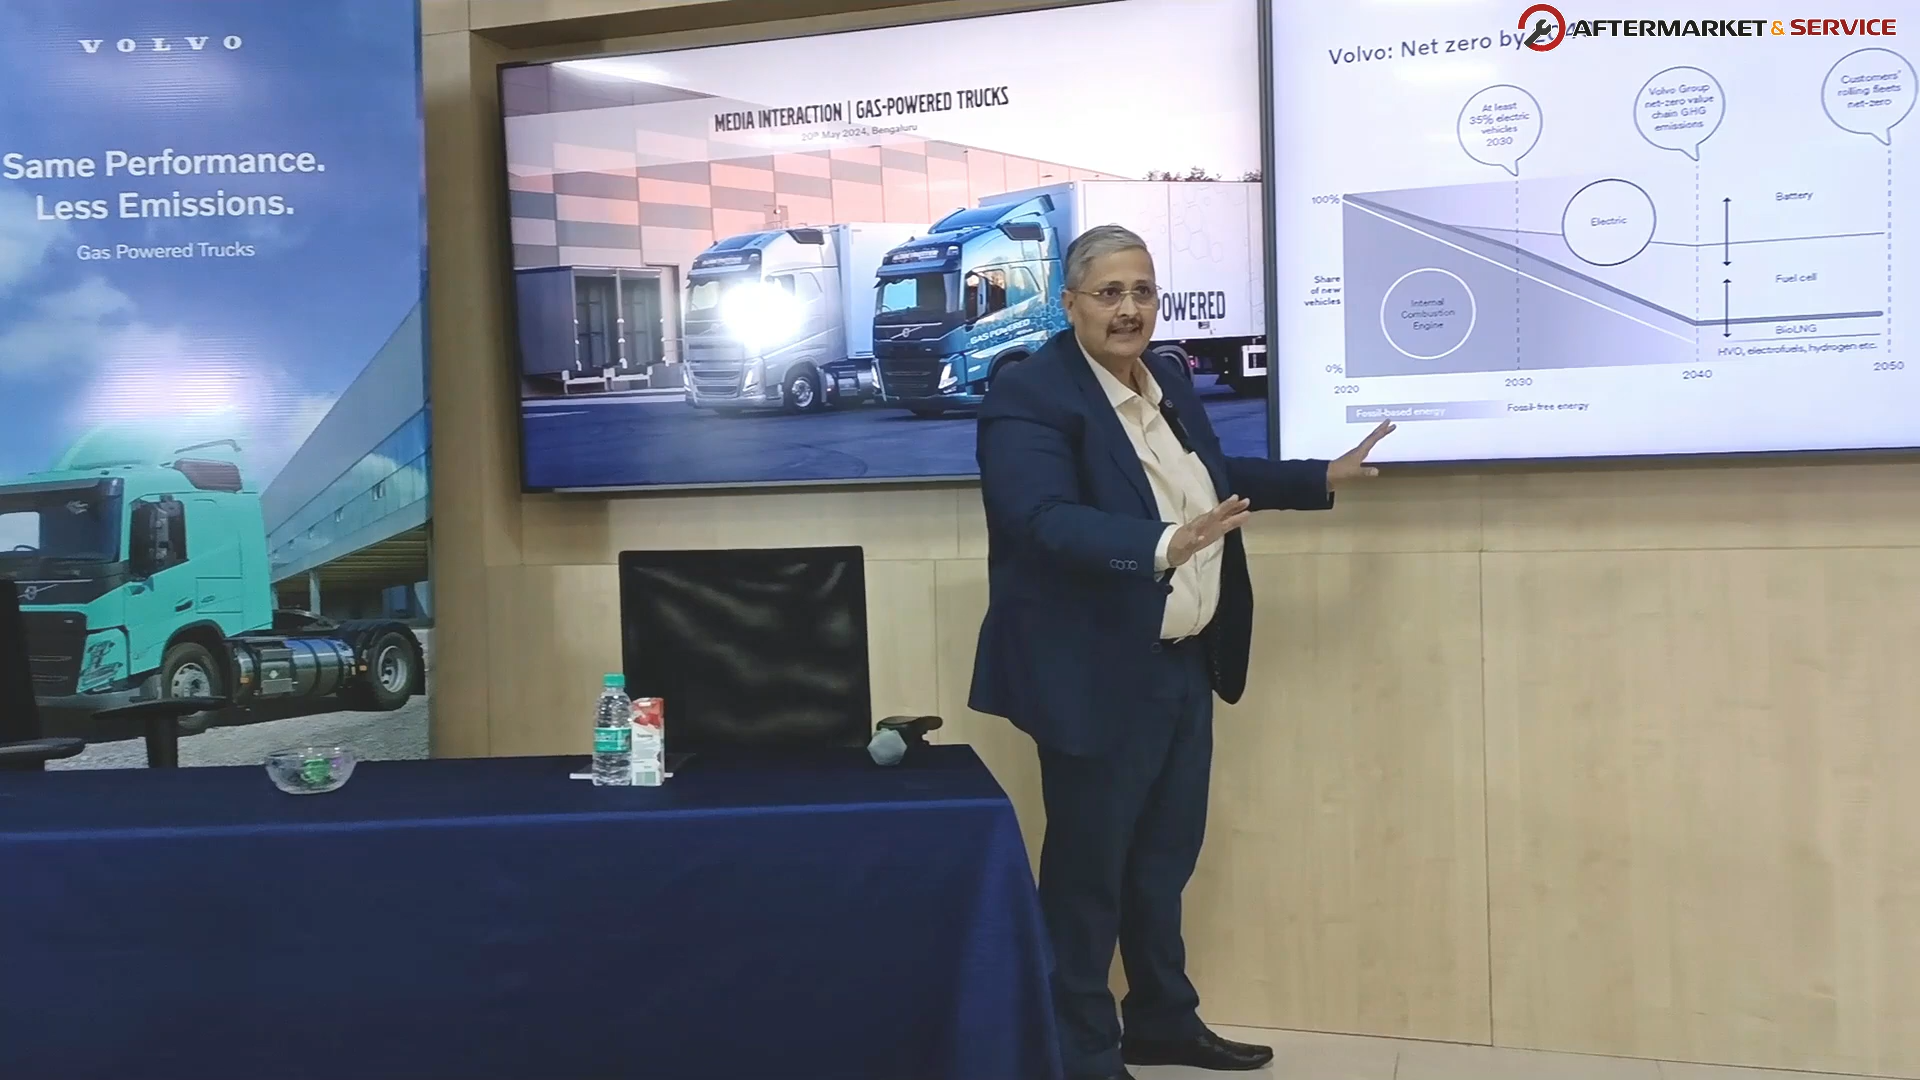 VOLVO
Same Performance.
Less Emissions.
Gas Powered Trucks
MEDIA INTERACTION | GAS-POWERED TRUCKS
20th May 2024, Bengaluru
GAS POWERED
POWERED
AFTERMARKET & SERVICE
Volvo: Net zero by
At least
35% electric
vehicles
2030
Volvo Group
net-zero value
chain GHG
emissions
Customers'
rolling fleets
net-zero
100%
Share
of new
vehicles
0%
Electric
Internal
Combustion
Engine
Battery
Fuel cell
BioLNG
HVO, electrofuels, hydrogen etc.
2020
2030
2040
2050
Fossil-based energy
Fossil-free energy